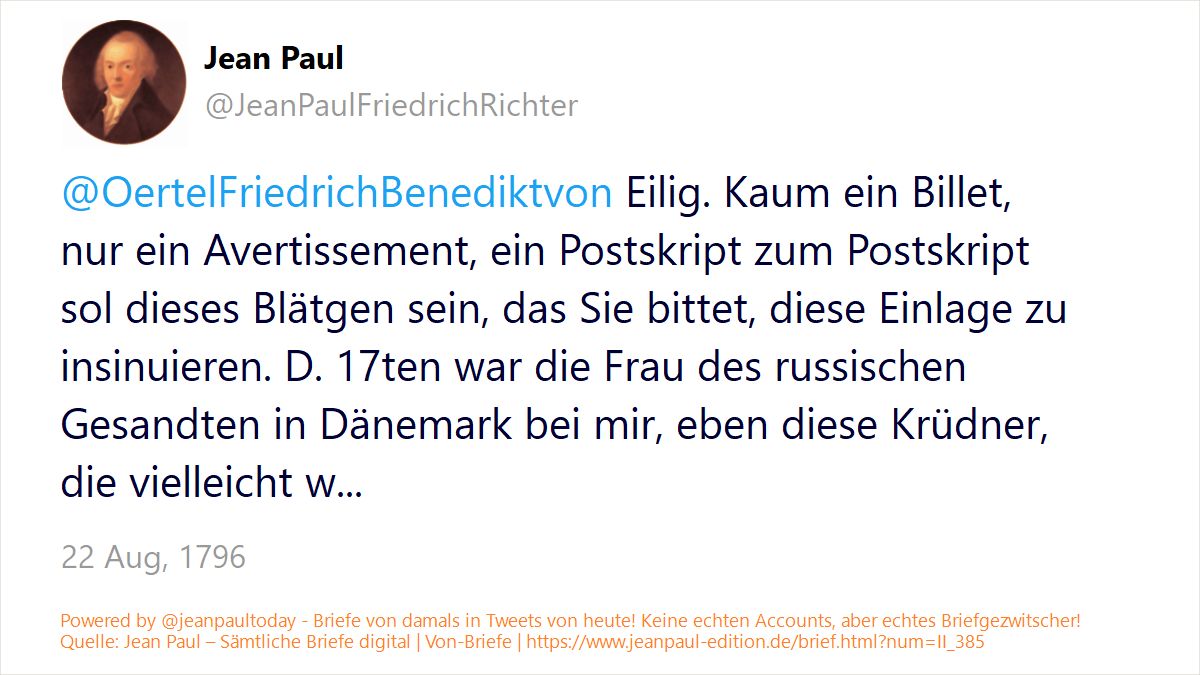 Jean Paul
@JeanPaulFriedrichRichter
@OertelFriedrichBenediktvon Eilig. Kaum ein Billet,
nur ein Avertissement, ein Postskript zum Postskript
sol dieses Blätgen sein, das Sie bittet, diese Einlage zu
insinuieren. D. 17ten war die Frau des russischen
Gesandten in Dänemark bei mir, eben diese Krüdner,
die vielleicht w...
22 Aug, 1796
Powered by @jeanpaultoday - Briefe von damals in Tweets von heute! Keine echten Accounts, aber echtes Briefgezwitscher!
Quelle: Jean Paul – Sämtliche Briefe digital | Von-Briefe | https://www.jeanpaul-edition.de/brief.html?num=II_385